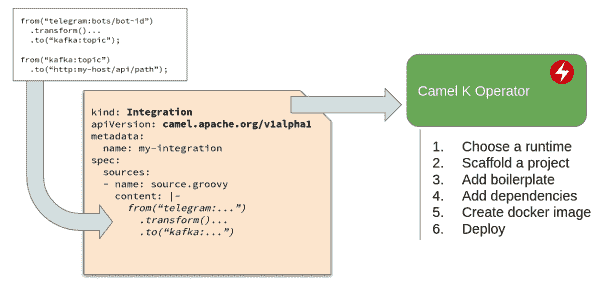 from(“telegram:bots/bot-id”)
.transform()...
.to(“kafka:topic”);
from(“kafka:topic”)
.to(“http:my-host/api/path”);
kind: Integration
apiVersion: camel.apache.org/v1alpha1
metadata:
name: my-integration
spec:
sources:
- name: source.groovy
content: |-
from(“telegram:...”)
.transform()...
.to(“kafka:...”)
Camel K Operator
1. Choose a runtime
2. Scaffold a project
3. Add boilerplate
4. Add dependencies
5. Create docker image
6. Deploy